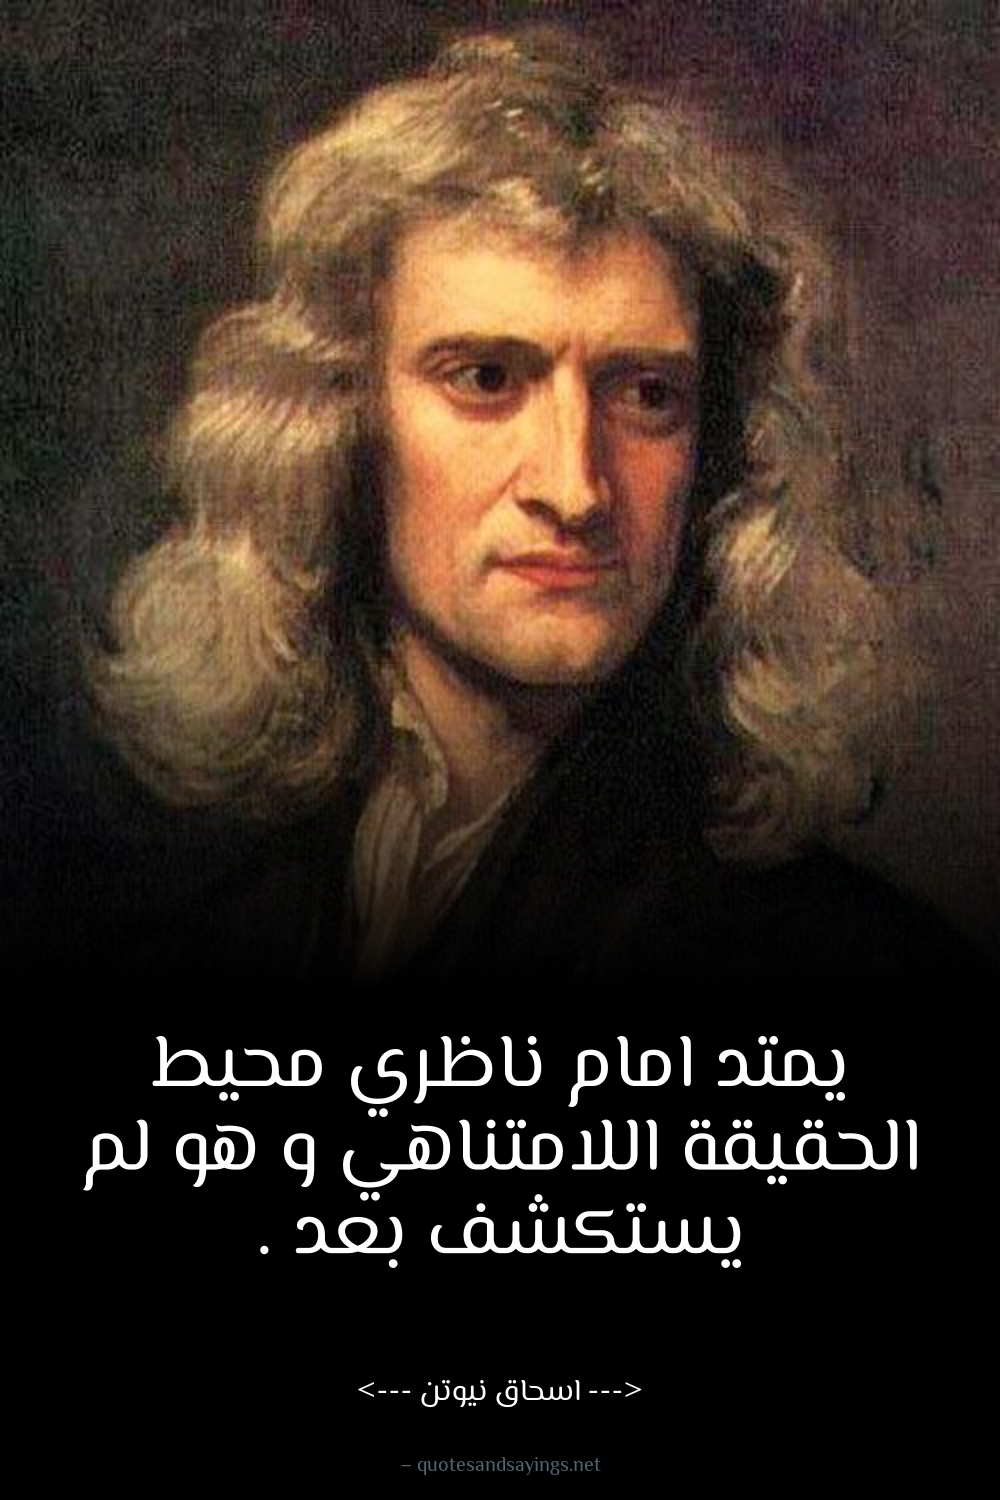 يمتد امام ناظري محيط
الحقيقة اللامتناهي و هو لم
يستكشف بعد .
<--- اسحاق نيوتن --->
– quotesandsayings.net